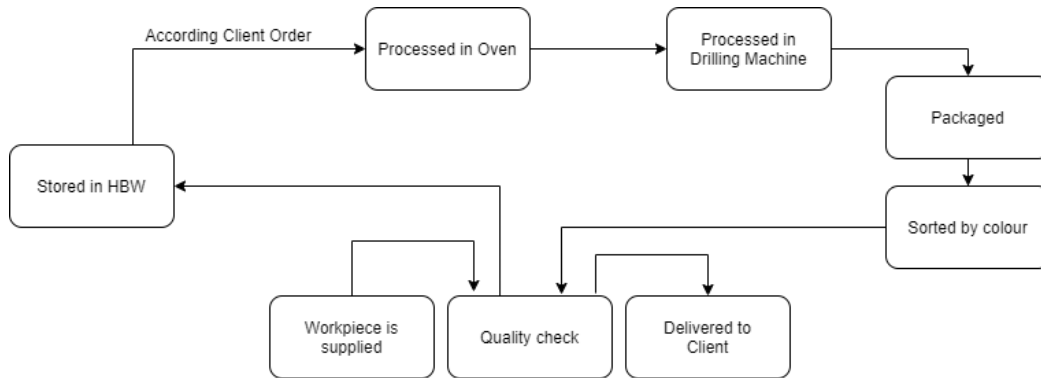 According Client Order
Processed in Oven
Processed in
Drilling Machine
Packaged
Stored in HBW
Sorted by colour
Workpiece is
supplied
Quality check
Delivered to
Client